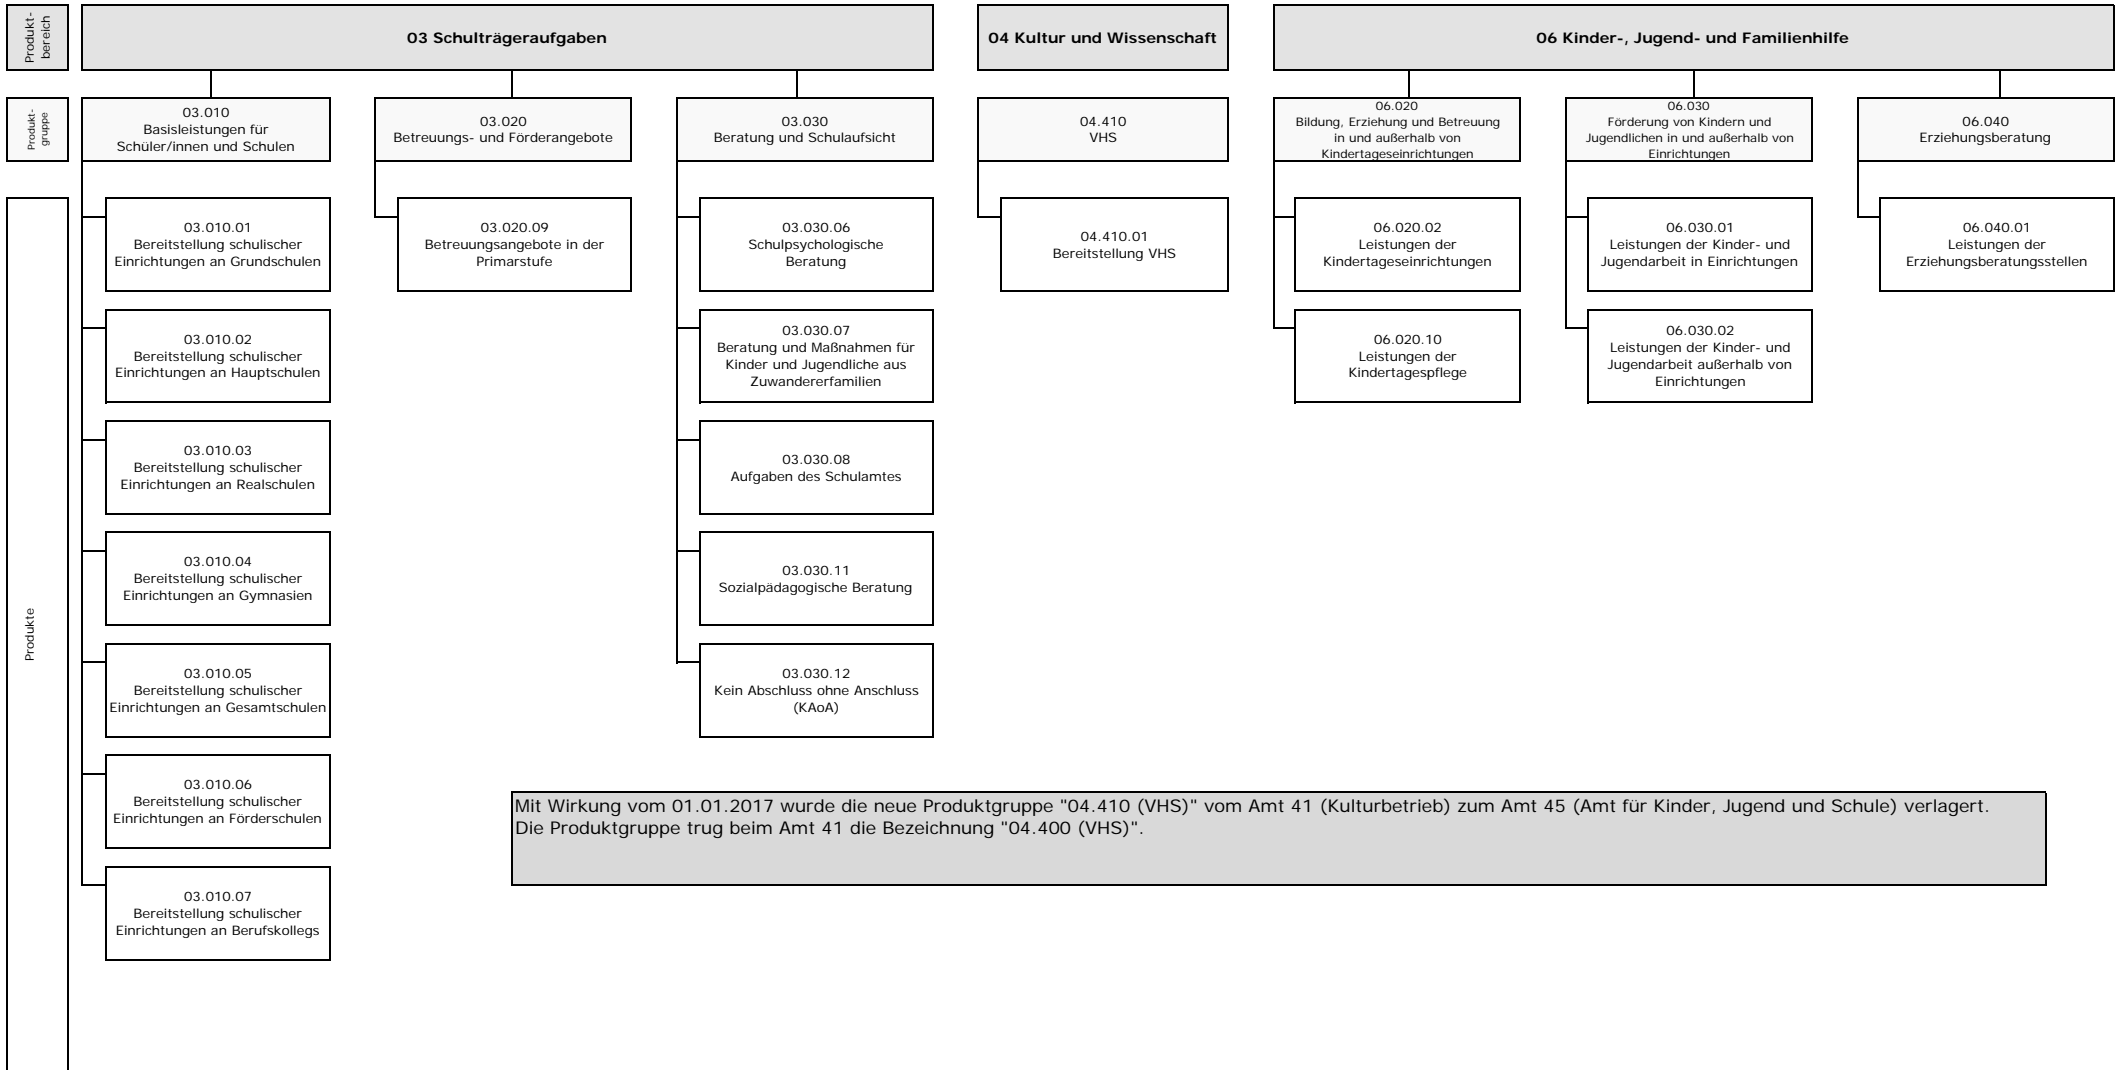 Produkt-
bereich
03 Schulträgeraufgaben
04 Kultur und Wissenschaft
06 Kinder-, Jugend- und Familienhilfe
Produkt-
gruppe
03.010
Basisleistungen für
Schüler/innen und Schulen
03.020
Betreuungs- und Förderangebote
03.030
Beratung und Schulaufsicht
04.410
VHS
06.020
Bildung, Erziehung und Betreuung
in und außerhalb von
Kindertageseinrichtungen
06.030
Förderung von Kindern und
Jugendlichen in und außerhalb von
Einrichtungen
06.040
Erziehungsberatung
Produkte
03.010.01
Bereitstellung schulischer
Einrichtungen an Grundschulen
03.020.09
Betreuungsangebote in der
Primarstufe
03.030.06
Schulpsychologische
Beratung
04.410.01
Bereitstellung VHS
06.020.02
Leistungen der
Kindertageseinrichtungen
06.030.01
Leistungen der Kinder- und
Jugendarbeit in Einrichtungen
06.040.01
Leistungen der
Erziehungsberatungsstellen
03.010.02
Bereitstellung schulischer
Einrichtungen an Hauptschulen
03.030.07
Beratung und Maßnahmen für
Kinder und Jugendliche aus
Zuwandererfamilien
06.020.10
Leistungen der
Kindertagespflege
06.030.02
Leistungen der Kinder- und
Jugendarbeit außerhalb von
Einrichtungen
03.010.03
Bereitstellung schulischer
Einrichtungen an Realschulen
03.030.08
Aufgaben des Schulamtes
03.010.04
Bereitstellung schulischer
Einrichtungen an Gymnasien
03.030.11
Sozialpädagogische Beratung
03.010.05
Bereitstellung schulischer
Einrichtungen an Gesamtschulen
03.030.12
Kein Abschluss ohne Anschluss
(KAoA)
03.010.06
Bereitstellung schulischer
Einrichtungen an Förderschulen
Mit Wirkung vom 01.01.2017 wurde die neue Produktgruppe "04.410 (VHS)" vom Amt 41 (Kulturbetrieb) zum Amt 45 (Amt für Kinder, Jugend und Schule) verlagert.
Die Produktgruppe trug beim Amt 41 die Bezeichnung "04.400 (VHS)".
03.010.07
Bereitstellung schulischer
Einrichtungen an Berufskollegs